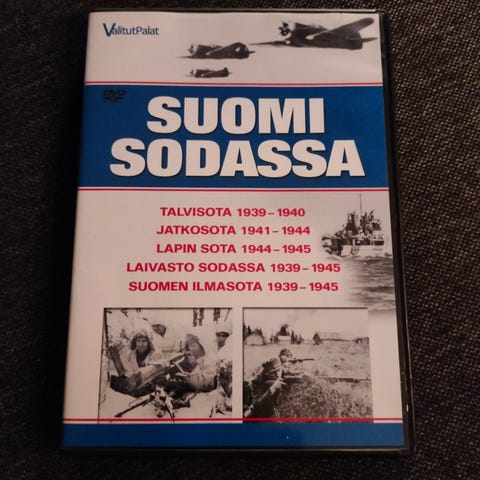 ValitutPalat
DVD
SUOMI
SODASSA
TALVISOTA 1939 – 1940
JATKOSOTA 1941 – 1944
LAPIN SOTA 1944 – 1945
LAIVASTO SODASSA 1939 – 1945
SUOMEN ILMASOTA 1939 – 1945